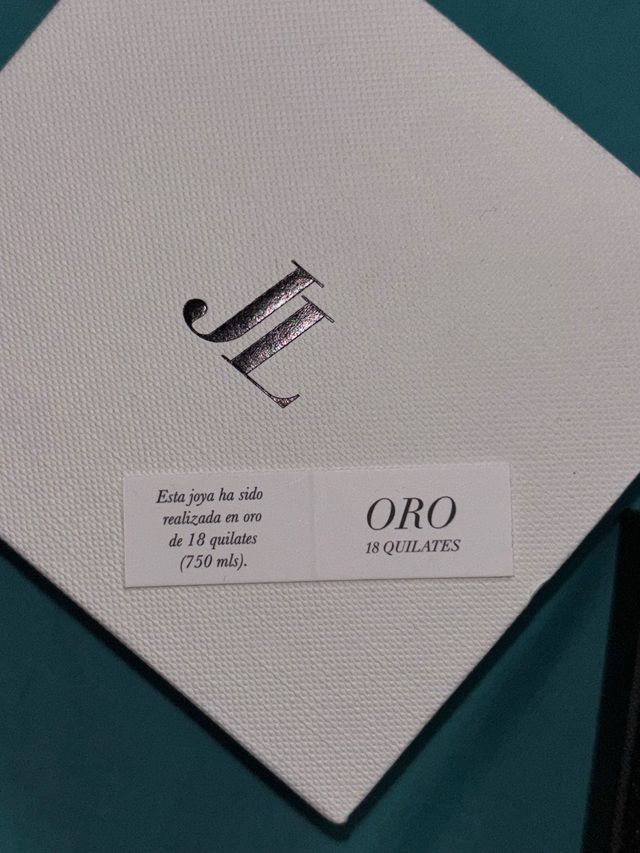 JL
Esta joya ha sido
realizada en oro
de 18 quilates
(750 mls).
ORO
18 QUILATES